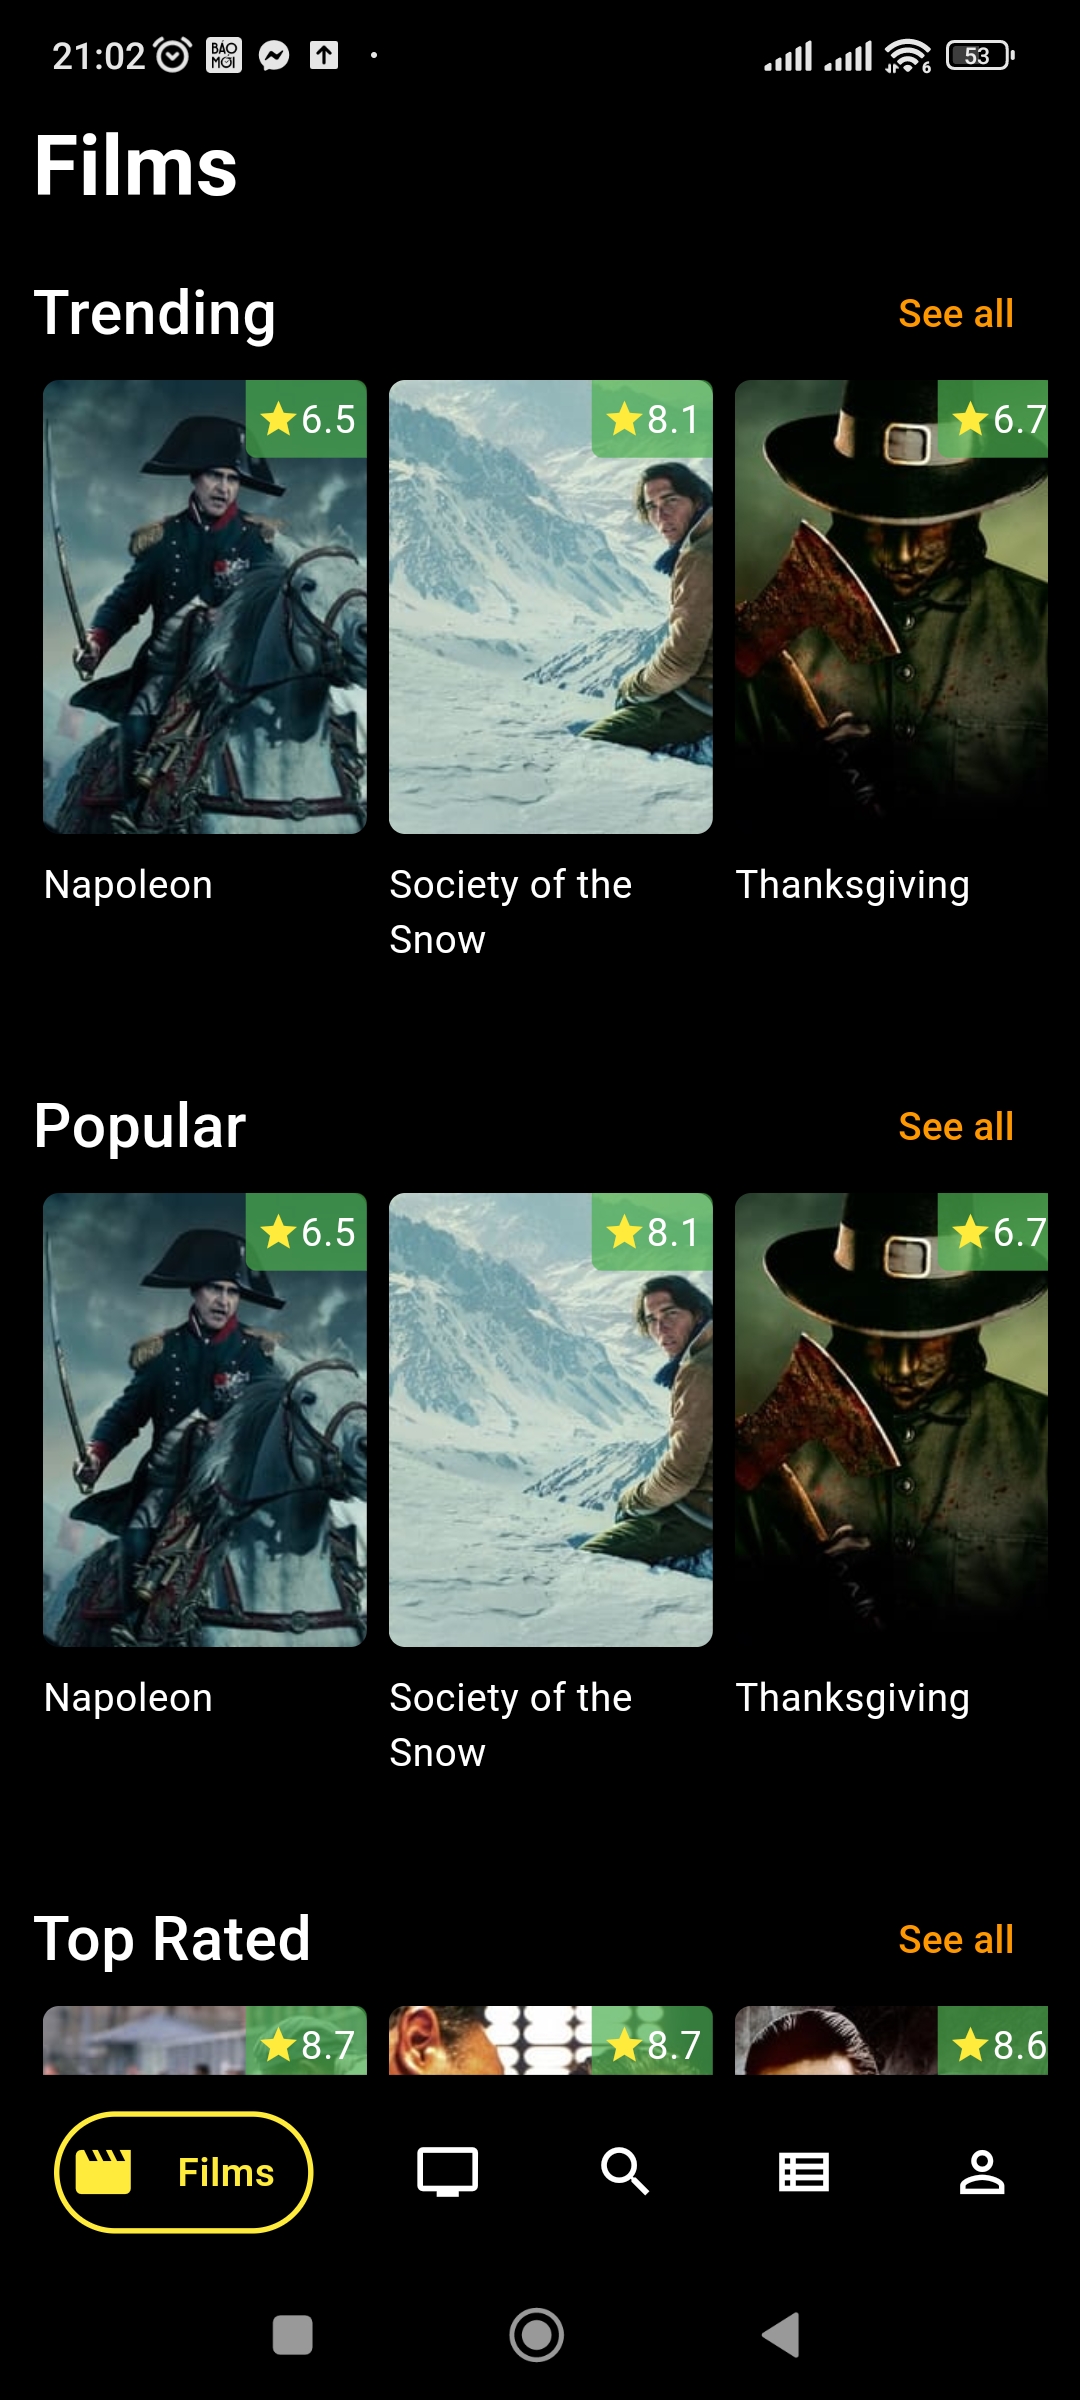 21:02 BÁO MỚI 6 53
Films
Trending See all
6.5 8.1 6.7
Napoleon Society of the Thanksgiving
Snow
Popular See all
6.5 8.1 6.7
Napoleon Society of the Thanksgiving
Snow
Top Rated See all
8.7 8.7 8.6
Films